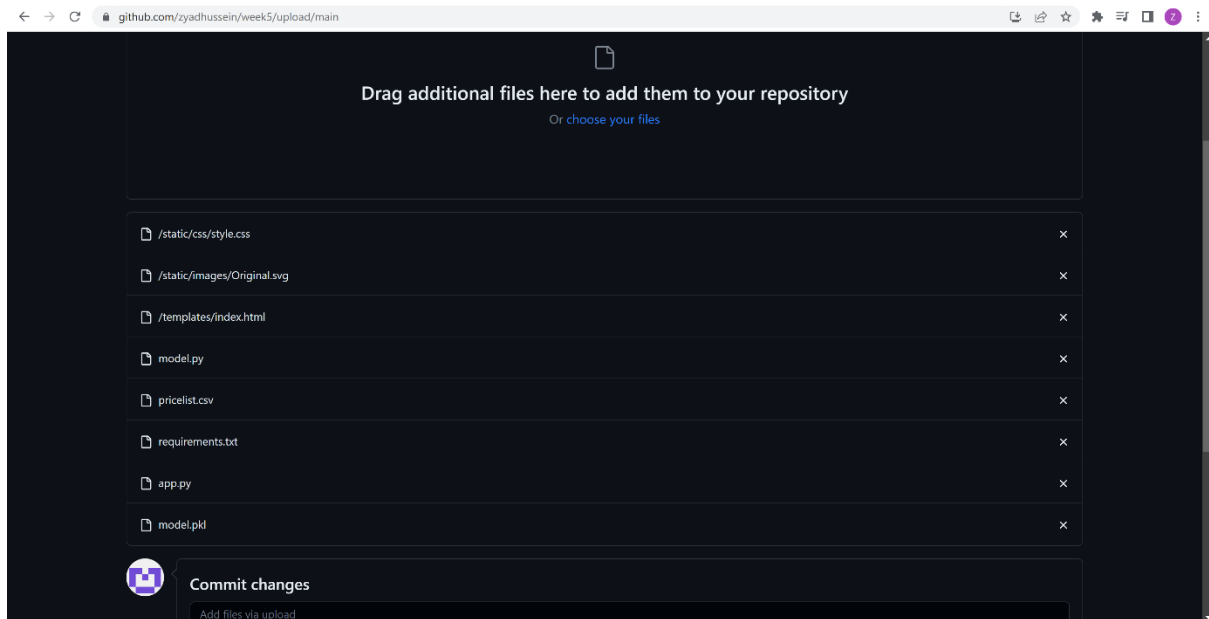 github.com/zyadhussein/week5/upload/main
Z
Drag additional files here to add them to your repository
Or choose your files
/static/css/style.css
/static/images/Original.svg
/templates/index.html
model.py
pricelist.csv
requirements.txt
app.py
model.pkl
Commit changes
Add files via upload